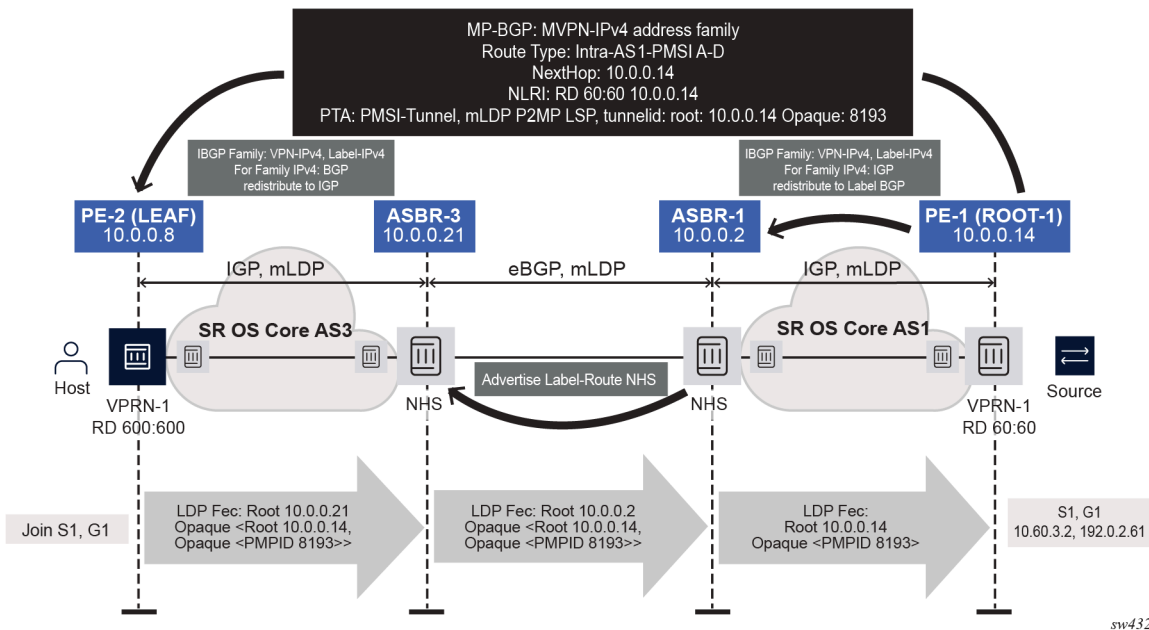 MP-BGP: MVPN-IPv4 address family
Route Type: Intra-AS1-PMSI A-D
NextHop: 10.0.0.14
NLRI: RD 60:60 10.0.0.14
PTA: PMSI-Tunnel, mLDP P2MP LSP, tunnelid: root: 10.0.0.14 Opaque: 8193
IBGP Family: VPN-IPv4, Label-IPv4
For Family IPv4: BGP
redistribute to IGP
IBGP Family: VPN-IPv4, Label-IPv4
For Family IPv4: IGP
redistribute to Label BGP
PE-2 (LEAF)
10.0.0.8
ASBR-3
10.0.0.21
ASBR-1
10.0.0.2
PE-1 (ROOT-1)
10.0.0.14
IGP, mLDP
eBGP, mLDP
IGP, mLDP
SR OS Core AS3
SR OS Core AS1
Host
VPRN-1
RD 600:600
NHS
Advertise Label-Route NHS
NHS
VPRN-1
RD 60:60
Source
Join S1, G1
LDP Fec: Root 10.0.0.21
Opaque <Root 10.0.0.14,
Opaque <PMPID 8193>>
LDP Fec: Root 10.0.0.2
Opaque <Root 10.0.0.14,
Opaque <PMPID 8193>>
LDP Fec:
Root 10.0.0.14
Opaque <PMPID 8193>
S1, G1
10.60.3.2, 192.0.2.61
sw432